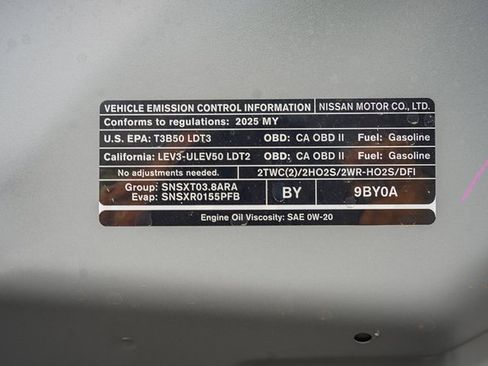 VEHICLE EMISSION CONTROL INFORMATION NISSAN MOTOR CO., LTD.
Conforms to regulations: 2025 MY
U.S. EPA: T3B50 LDT3 OBD: CA OBD II Fuel: Gasoline
California: LEV3-ULEV50 LDT2 OBD: CA OBD II Fuel: Gasoline
No adjustments needed. 2TWC(2)/2HO2S/2WR-HO2S/DFI
Group: SNSXT03.8ARA
Evap: SNSXR0155PFB
BY 9BY0A
Engine Oil Viscosity: SAE 0W-20